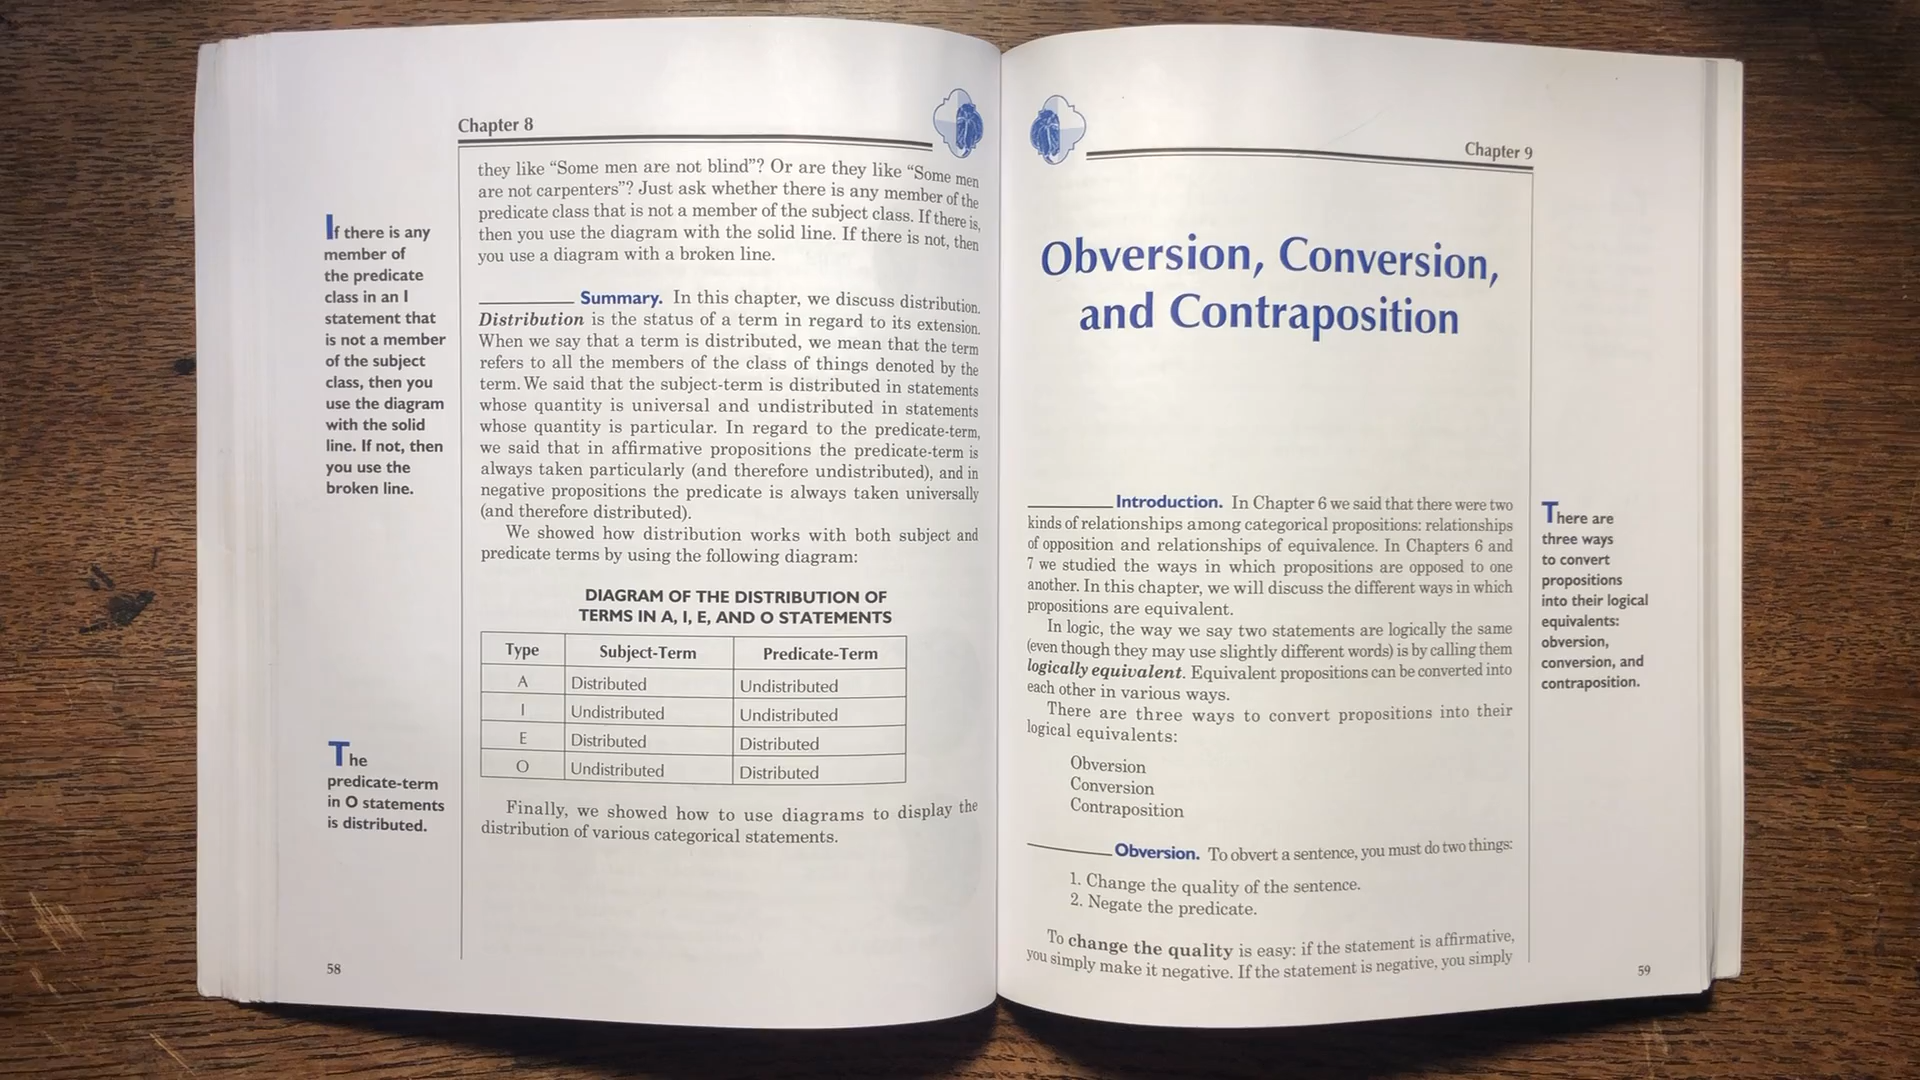 Chapter 8
they like “Some men are not blind”? Or are they like “Some men
are not carpenters”? Just ask whether there is any member of the
predicate class that is not a member of the subject class. If there is,
then you use the diagram with the solid line. If there is not, then
you use a diagram with a broken line.
If there is any
member of
the predicate
class in an I
statement that
is not a member
of the subject
class, then you
use the diagram
with the solid
line. If not, then
you use the
broken line.
Summary. In this chapter, we discuss distribution.
Distribution is the status of a term in regard to its extension.
When we say that a term is distributed, we mean that the term
refers to all the members of the class of things denoted by the
term. We said that the subject-term is distributed in statements
whose quantity is universal and undistributed in statements
whose quantity is particular. In regard to the predicate-term,
we said that in affirmative propositions the predicate-term is
always taken particularly (and therefore undistributed), and in
negative propositions the predicate is always taken universally
(and therefore distributed).
We showed how distribution works with both subject and
predicate terms by using the following diagram:
DIAGRAM OF THE DISTRIBUTION OF
TERMS IN A, I, E, AND O STATEMENTS
Type Subject-Term Predicate-Term
A Distributed Undistributed
I Undistributed Undistributed
E Distributed Distributed
O Undistributed Distributed
The
predicate-term
in O statements
is distributed.
Finally, we showed how to use diagrams to display the
distribution of various categorical statements.
58
Chapter 9
Obversion, Conversion,
and Contraposition
Introduction. In Chapter 6 we said that there were two
kinds of relationships among categorical propositions: relationships
of opposition and relationships of equivalence. In Chapters 6 and
7 we studied the ways in which propositions are opposed to one
another. In this chapter, we will discuss the different ways in which
propositions are equivalent.
In logic, the way we say two statements are logically the same
(even though they may use slightly different words) is by calling them
logically equivalent. Equivalent propositions can be converted into
each other in various ways.
There are three ways to convert propositions into their
logical equivalents:
Obversion
Conversion
Contraposition
There are
three ways
to convert
propositions
into their logical
equivalents:
obversion,
conversion, and
contraposition.
Obversion. To obvert a sentence, you must do two things:
1. Change the quality of the sentence.
2. Negate the predicate.
To change the quality is easy: if the statement is affirmative,
you simply make it negative. If the statement is negative, you simply
59